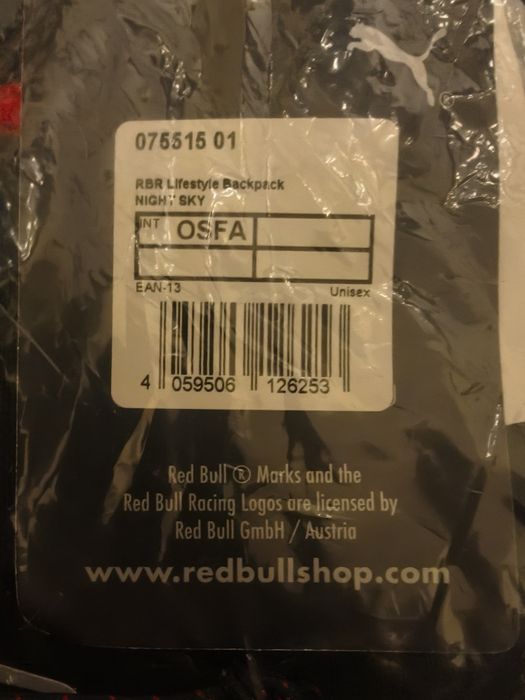 075515 01
RBR Lifestyle Backpack
NIGHT SKY
INT OSFA
EAN-13 Unisex
4 059506 126253
Red Bull ® Marks and the
Red Bull Racing Logos are licensed by
Red Bull GmbH / Austria
www.redbullshop.com